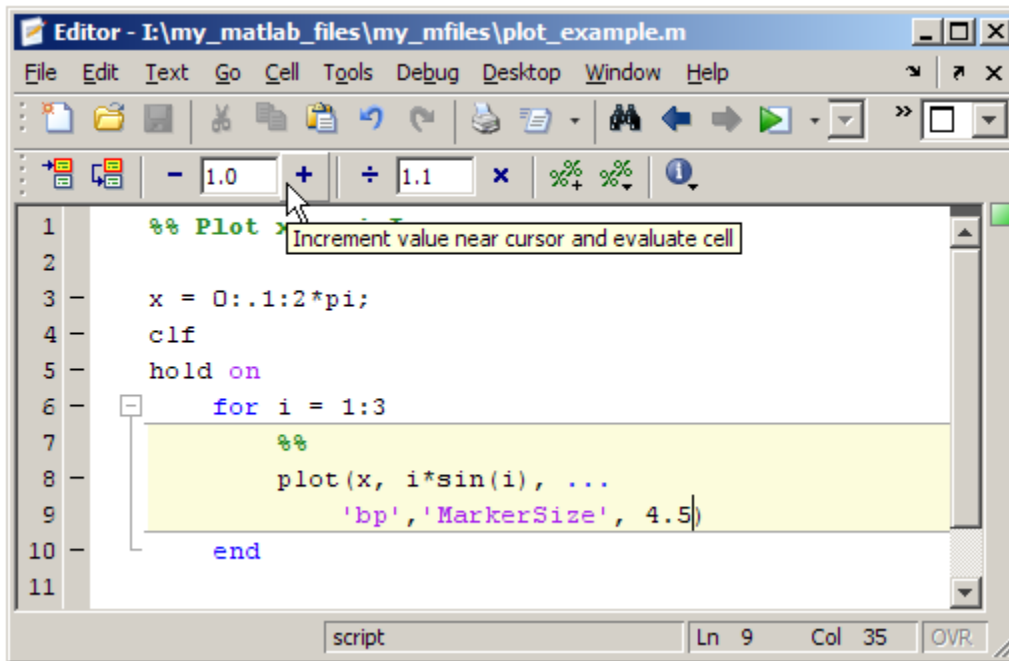 Editor - I:\my_matlab_files\my_mfiles\plot_example.m
File Edit Text Go Cell Tools Debug Desktop Window Help
- 1.0 + ÷ 1.1 × %%+ %%
1 %% Plot
Increment value near cursor and evaluate cell
2
3 - x = 0:.1:2*pi;
4 - clf
5 - hold on
6 - for i = 1:3
7 %%
8 - plot(x, i*sin(i), ...
9 'bp','MarkerSize', 4.5)
10 - end
11
script Ln 9 Col 35 OVR